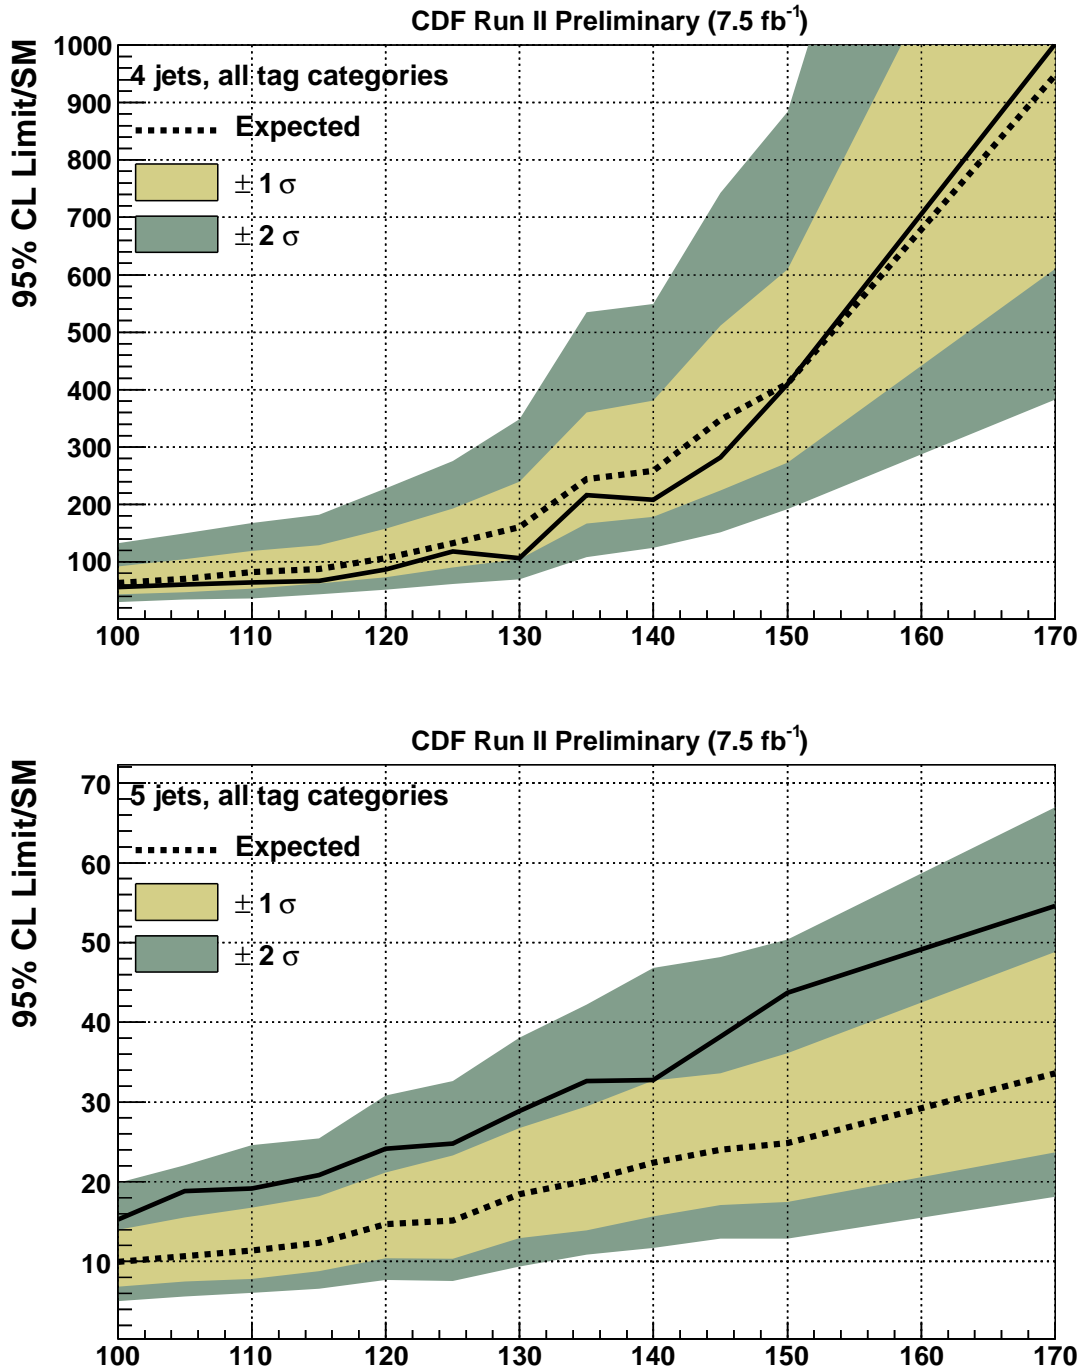 CDF Run II Preliminary (7.5 fb⁻¹)
95% CL Limit/SM
1000
900
800
700
600
500
400
300
200
100
4 jets, all tag categories
Expected
± 1 σ
± 2 σ
100 110 120 130 140 150 160 170
CDF Run II Preliminary (7.5 fb⁻¹)
95% CL Limit/SM
70
60
50
40
30
20
10
5 jets, all tag categories
Expected
± 1 σ
± 2 σ
100 110 120 130 140 150 160 170